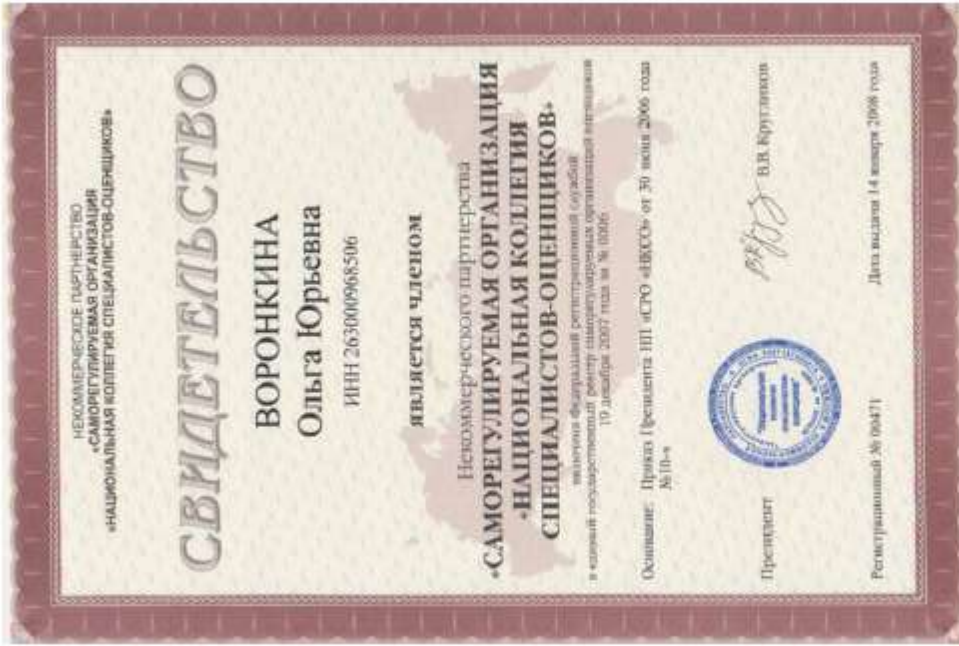 НЕКОММЕРЧЕСКОЕ ПАРТНЕРСТВО
«САМОРЕГУЛИРУЕМАЯ ОРГАНИЗАЦИЯ
«НАЦИОНАЛЬНАЯ КОЛЛЕГИЯ СПЕЦИАЛИСТОВ-ОЦЕНЩИКОВ»
СВИДЕТЕЛЬСТВО
ВОРОНКИНА
Ольга Юрьевна
ИНН 263000968506
является членом
Некоммерческого партнерства
«САМОРЕГУЛИРУЕМАЯ ОРГАНИЗАЦИЯ
«НАЦИОНАЛЬНАЯ КОЛЛЕГИЯ
СПЕЦИАЛИСТОВ-ОЦЕНЩИКОВ»
включена Федеральной регистрационной службой
в единый государственный реестр саморегулируемых организаций оценщиков
19 декабря 2007 года за № 0006
Основание: Приказ Президента НП «СРО «НКСО» от 30 июня 2006 года
№10-ч
Президент
В.В. Кругликов
Регистрационный № 00471
Дата выдачи 14 января 2008 года